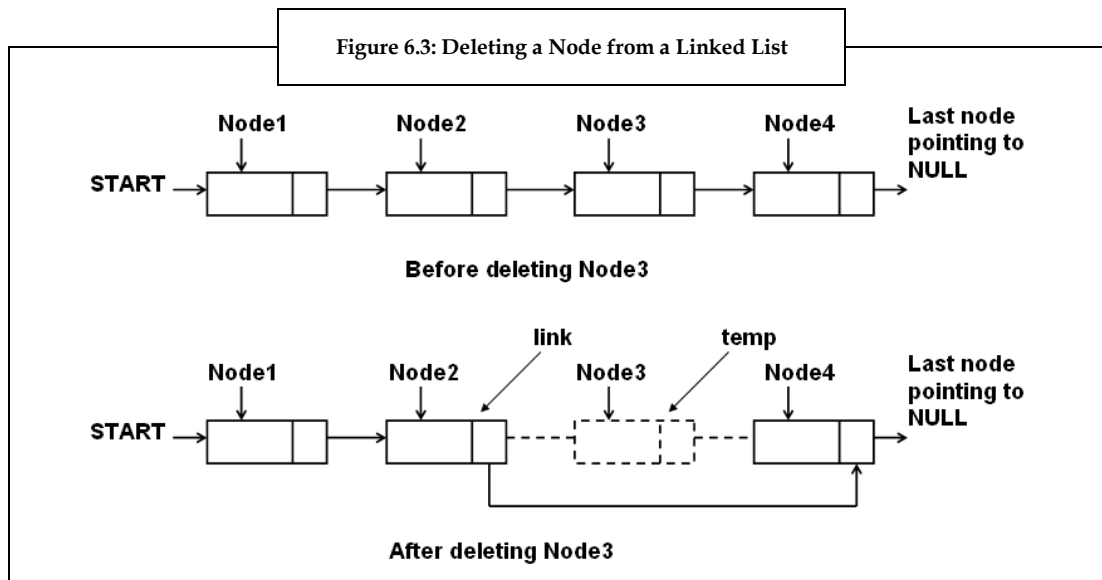 Figure 6.3: Deleting a Node from a Linked List
Node1
Node2
Node3
Node4
Last node
pointing to
NULL
START
Before deleting Node3
link
temp
Node1
Node2
Node3
Node4
Last node
pointing to
NULL
START
After deleting Node3